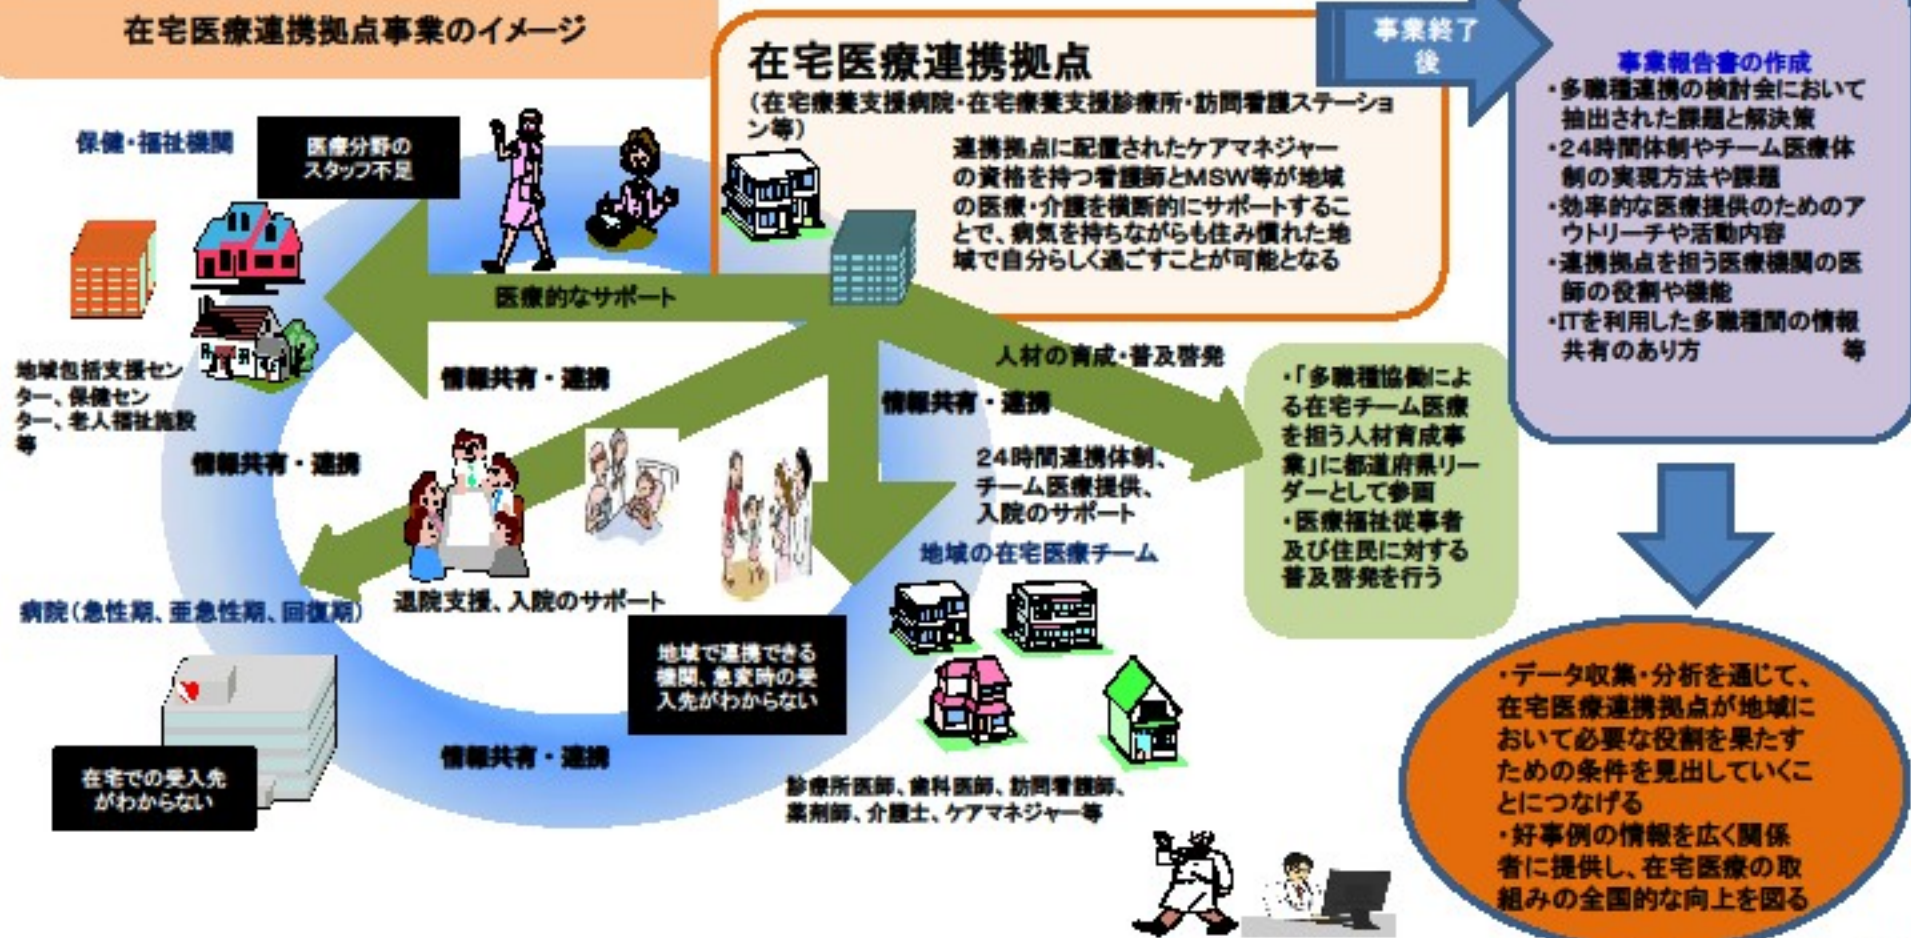 在宅医療連携拠点事業のイメージ
在宅医療連携拠点
(在宅療養支援病院・在宅療養支援診療所・訪問看護ステーショ
ン等)
連携拠点に配置されたケアマネジャー
の資格を持つ看護師とMSW等が地域
の医療・介護を横断的にサポートするこ
とで、病気を持ちながらも住み慣れた地
域で自分らしく過ごすことが可能となる
事業終了
後
事業報告書の作成
・多職種連携の検討会において
抽出された課題と解決策
・24時間体制やチーム医療体
制の実現方法や課題
・効率的な医療提供のためのア
ウトリーチや活動内容
・連携拠点を担う医療機関の医
師の役割や機能
・ITを利用した多職種間の情報
共有のあり方 等
保健・福祉機関
医療分野の
スタッフ不足
医療的なサポート
地域包括支援セン
ター、保健セン
ター、老人福祉施設
等
情報共有・連携
情報共有・連携
人材の育成・普及啓発
情報共有・連携
24時間連携体制、
チーム医療提供、
入院のサポート
地域の在宅医療チーム
・「多職種協働によ
る在宅チーム医療
を担う人材育成事
業」に都道府県リー
ダーとして参画
・医療福祉従事者
及び住民に対する
普及啓発を行う
病院(急性期、亜急性期、回復期)
退院支援、入院のサポート
地域で連携できる
機関、急変時の受
入先がわからない
在宅での受入先
がわからない
情報共有・連携
診療所医師、歯科医師、訪問看護師、
薬剤師、介護士、ケアマネジャー等
・データ収集・分析を通じて、
在宅医療連携拠点が地域に
おいて必要な役割を果たす
ための条件を見出していくこ
とにつなげる
・好事例の情報を広く関係
者に提供し、在宅医療の取
組みの全国的な向上を図る